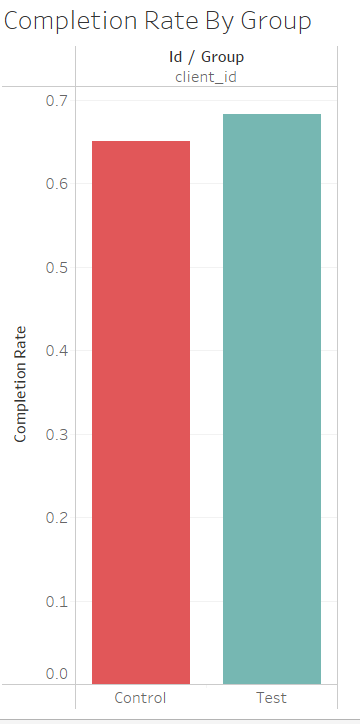 Completion Rate By Group
Id / Group
client_id
0.7
0.6
0.5
0.4
0.3
0.2
0.1
0.0
Completion Rate
Control
Test